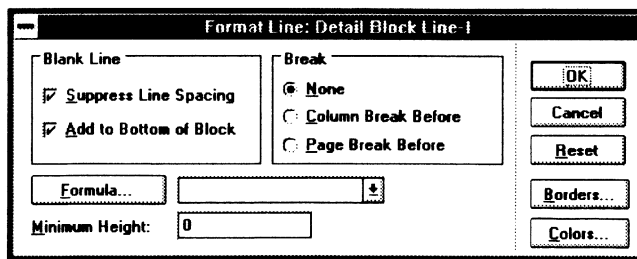 Format Line: Detail Block Line-1
Blank Line
Suppress Line Spacing
Add to Bottom of Block
Break
None
Column Break Before
Page Break Before
Formula...
Minimum Height: 0
OK
Cancel
Reset
Borders...
Colors...